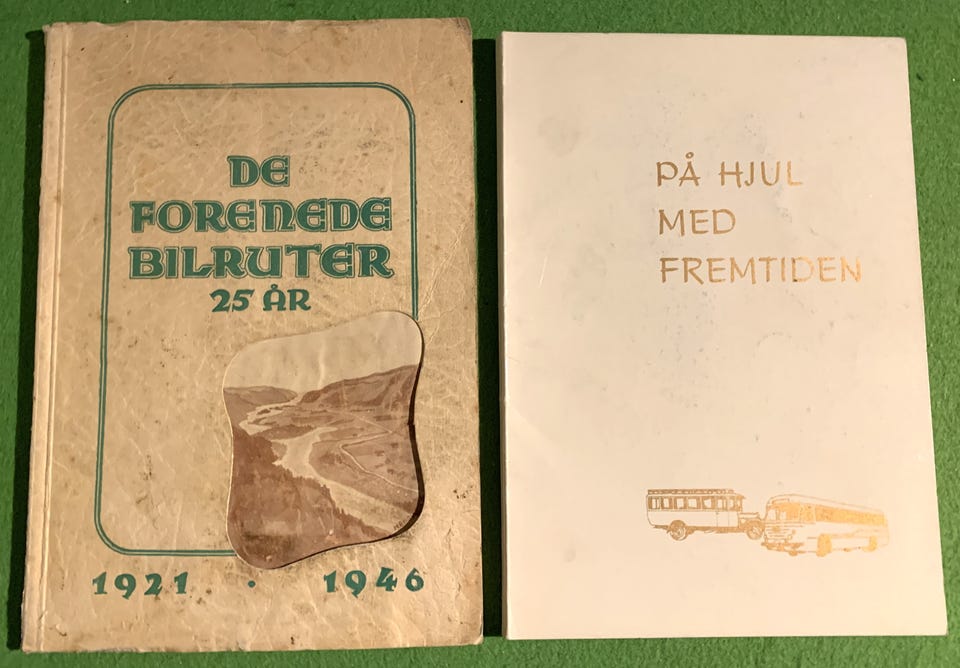 DE
FORENEDE
BILRUTER
25 ÅR
1921 · 1946
PÅ HJUL
MED
FREMTIDEN